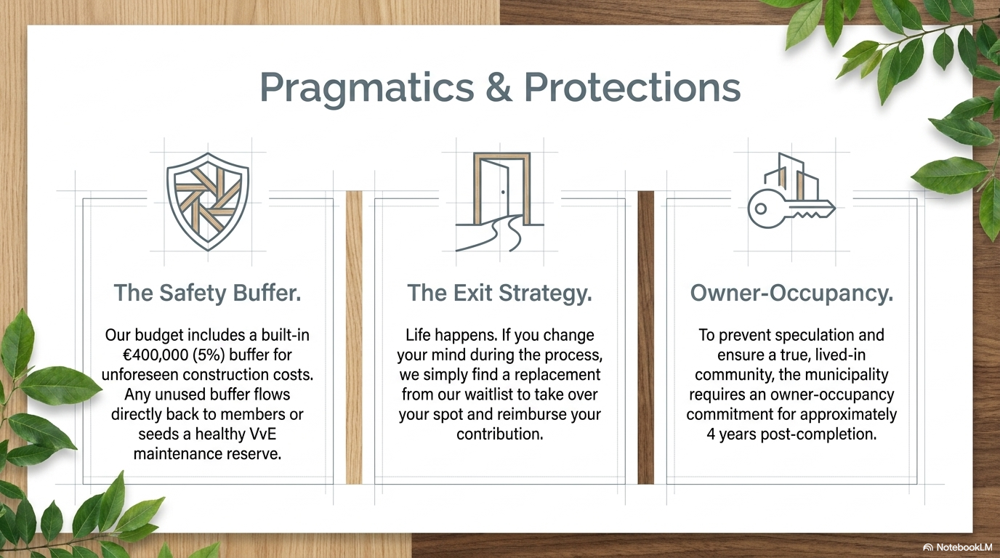 Pragmatics & Protections
The Safety Buffer.
Our budget includes a built-in
€400,000 (5%) buffer for
unforeseen construction costs.
Any unused buffer flows
directly back to members or
seeds a healthy VvE
maintenance reserve.
The Exit Strategy.
Life happens. If you change
your mind during the process,
we simply find a replacement
from our waitlist to take over
your spot and reimburse your
contribution.
Owner-Occupancy.
To prevent speculation and
ensure a true, lived-in
community, the municipality
requires an owner-occupancy
commitment for approximately
4 years post-completion.
NotebookLM